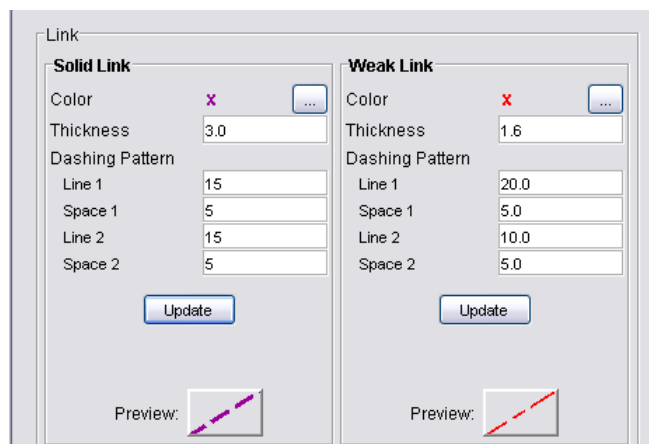 Link
Solid Link
Color x ...
Thickness 3.0
Dashing Pattern
Line 1 15
Space 1 5
Line 2 15
Space 2 5
Update
Preview:
Weak Link
Color x ...
Thickness 1.6
Dashing Pattern
Line 1 20.0
Space 1 5.0
Line 2 10.0
Space 2 5.0
Update
Preview: